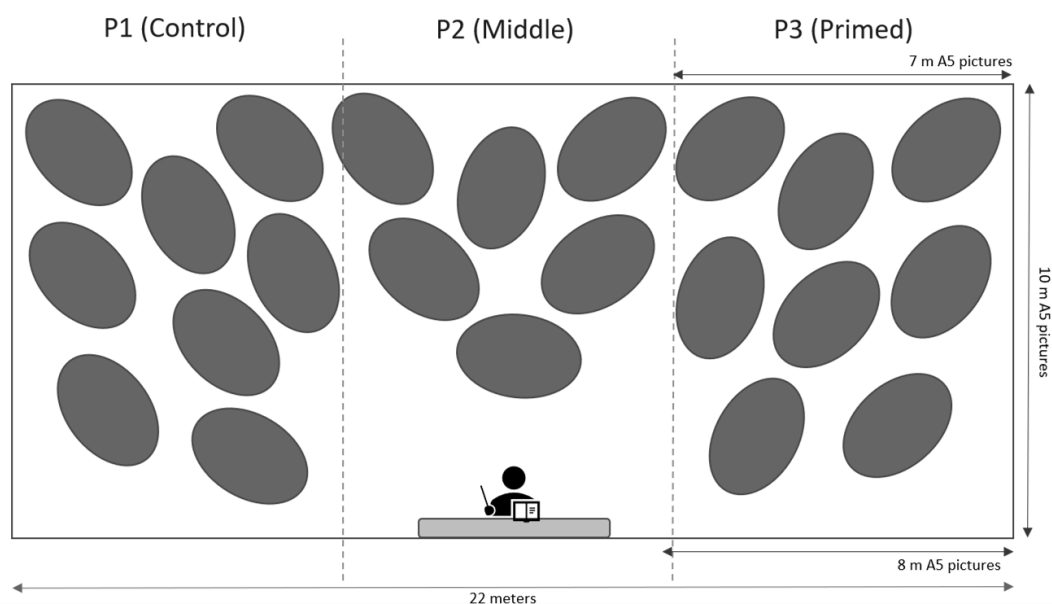 P1 (Control)
P2 (Middle)
P3 (Primed)
7 m A5 pictures
10 m A5 pictures
8 m A5 pictures
22 meters